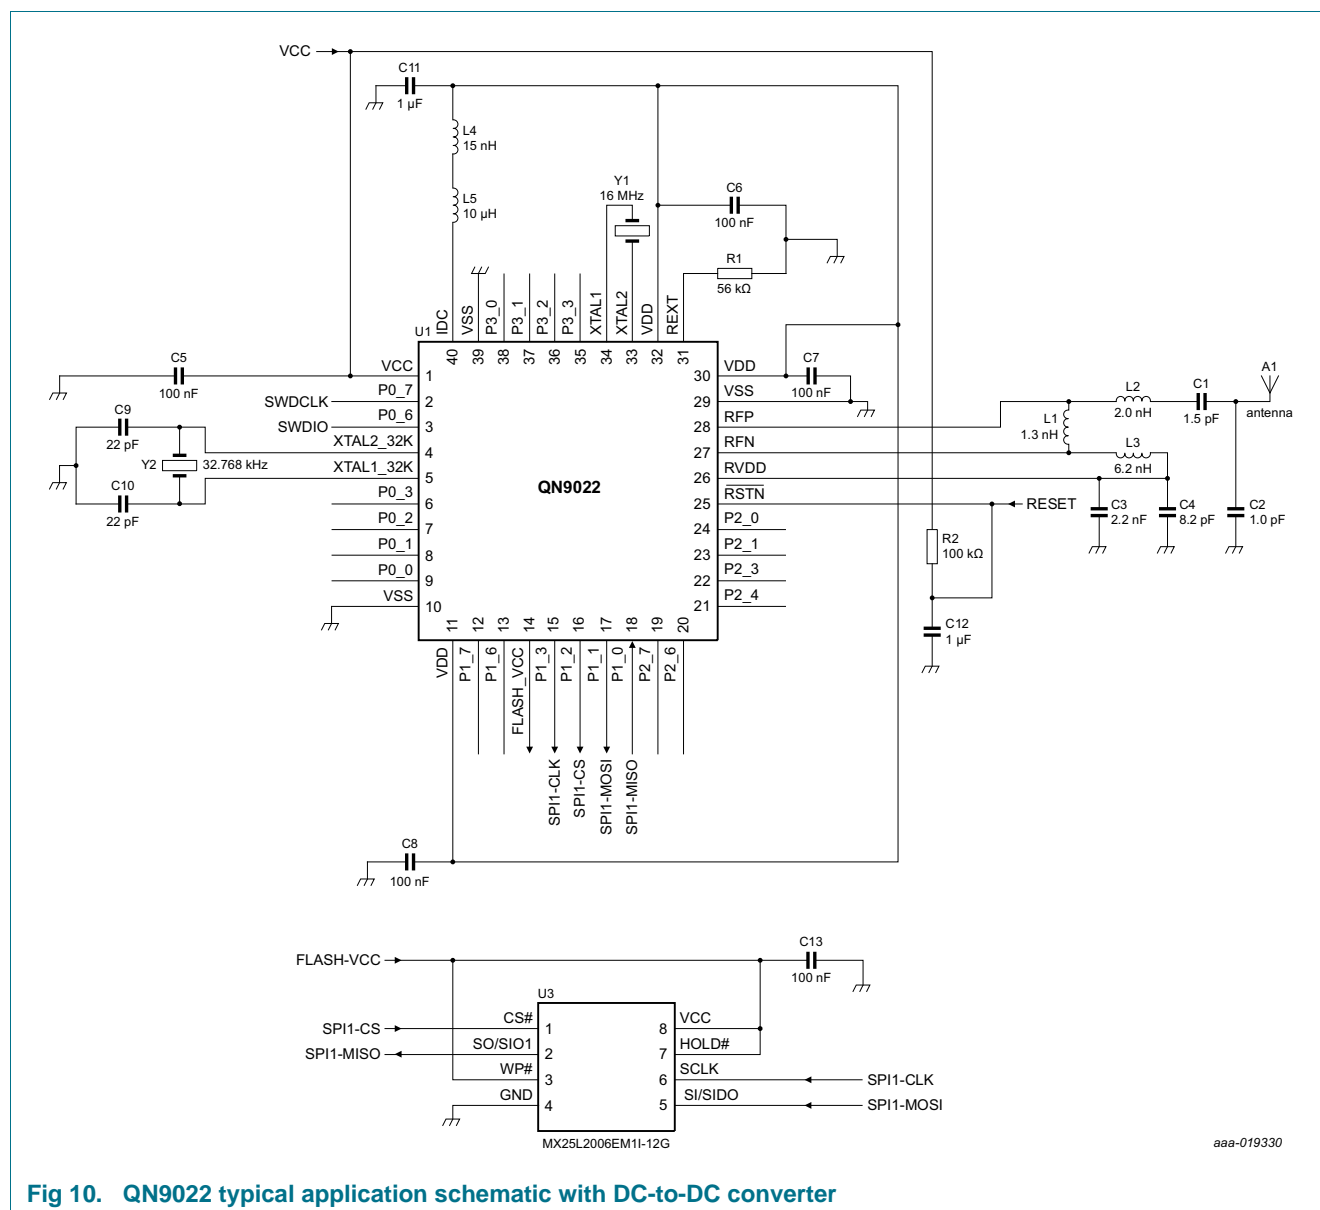 VCC
C11
1 µF
L4
15 nH
L5
10 µH
Y1
16 MHz
C6
100 nF
R1
56 kΩ
U1
IDC
VSS
P3_0
P3_1
P3_2
P3_3
XTAL1
XTAL2
VDD
REXT
40
39
38
37
36
35
34
33
32
31
C5
100 nF
VCC
1
SWDCLK
P0_7
2
SWDIO
P0_6
3
C9
22 pF
XTAL2_32K
4
Y2
32.768 kHz
XTAL1_32K
5
C10
22 pF
P0_3
6
P0_2
7
P0_1
8
P0_0
9
VSS
10
QN9022
30
VDD
C7
100 nF
29
VSS
28
RFP
27
RFN
26
RVDD
25
RSTN
RESET
24
P2_0
23
P2_1
22
P2_3
21
P2_4
L1
1.3 nH
L2
2.0 nH
C1
1.5 pF
A1
antenna
L3
6.2 nH
C3
2.2 nF
C4
8.2 pF
C2
1.0 pF
R2
100 kΩ
C12
1 µF
11
12
13
14
15
16
17
18
19
20
VDD
P1_7
P1_6
FLASH_VCC
P1_3
P1_2
P1_1
P1_0
P2_7
P2_6
SPI1-CLK
SPI1-CS
SPI1-MOSI
SPI1-MISO
C8
100 nF
FLASH-VCC
C13
100 nF
U3
SPI1-CS
CS#
1
SPI1-MISO
SO/SIO1
2
WP#
3
GND
4
8
VCC
7
HOLD#
6
SCLK
SPI1-CLK
5
SI/SIDO
SPI1-MOSI
MX25L2006EM1I-12G
aaa-019330
Fig 10. QN9022 typical application schematic with DC-to-DC converter